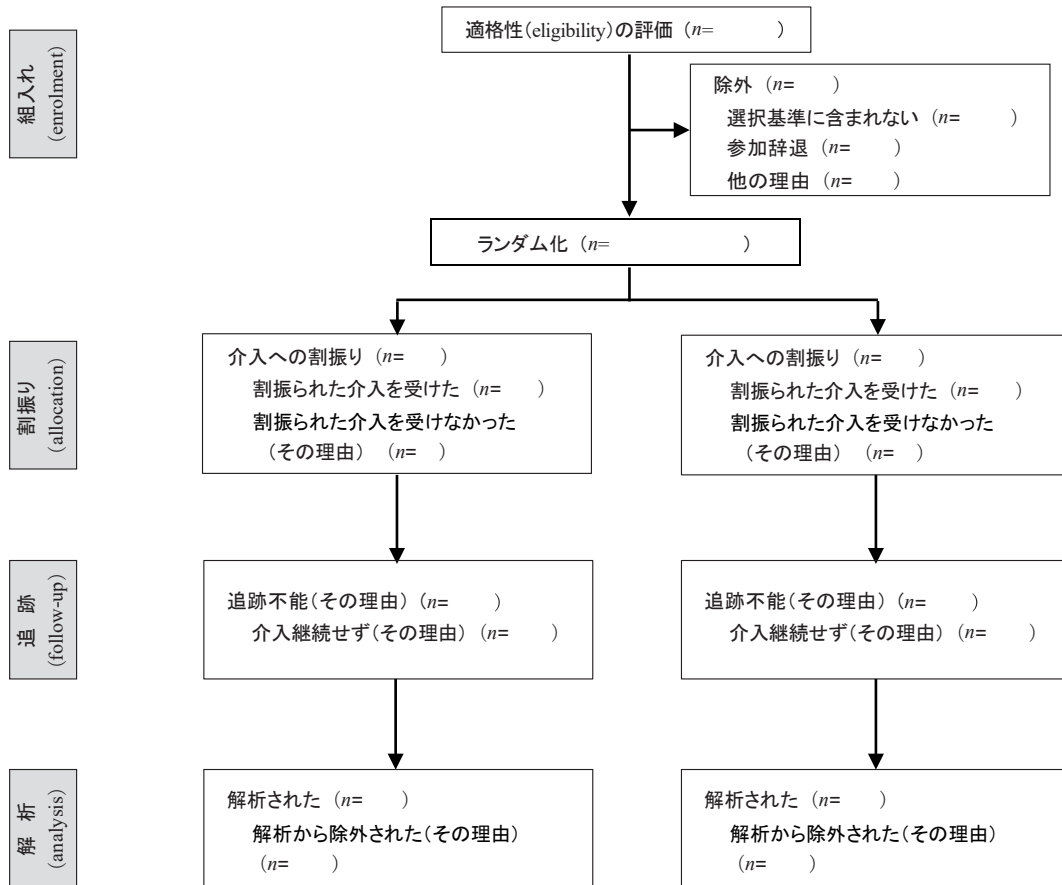 組入れ
(enrolment)
適格性(eligibility)の評価 (n= )
除外 (n= )
選択基準に含まれない (n= )
参加辞退 (n= )
他の理由 (n= )
ランダム化 (n= )
割振り
(allocation)
介入への割振り (n= )
割振られた介入を受けた (n= )
割振られた介入を受けなかった
(その理由) (n= )
介入への割振り (n= )
割振られた介入を受けた (n= )
割振られた介入を受けなかった
(その理由) (n= )
追 跡
(follow-up)
追跡不能(その理由) (n= )
介入継続せず(その理由) (n= )
追跡不能(その理由) (n= )
介入継続せず(その理由) (n= )
解 析
(analysis)
解析された (n= )
解析から除外された(その理由)
(n= )
解析された (n= )
解析から除外された(その理由)
(n= )